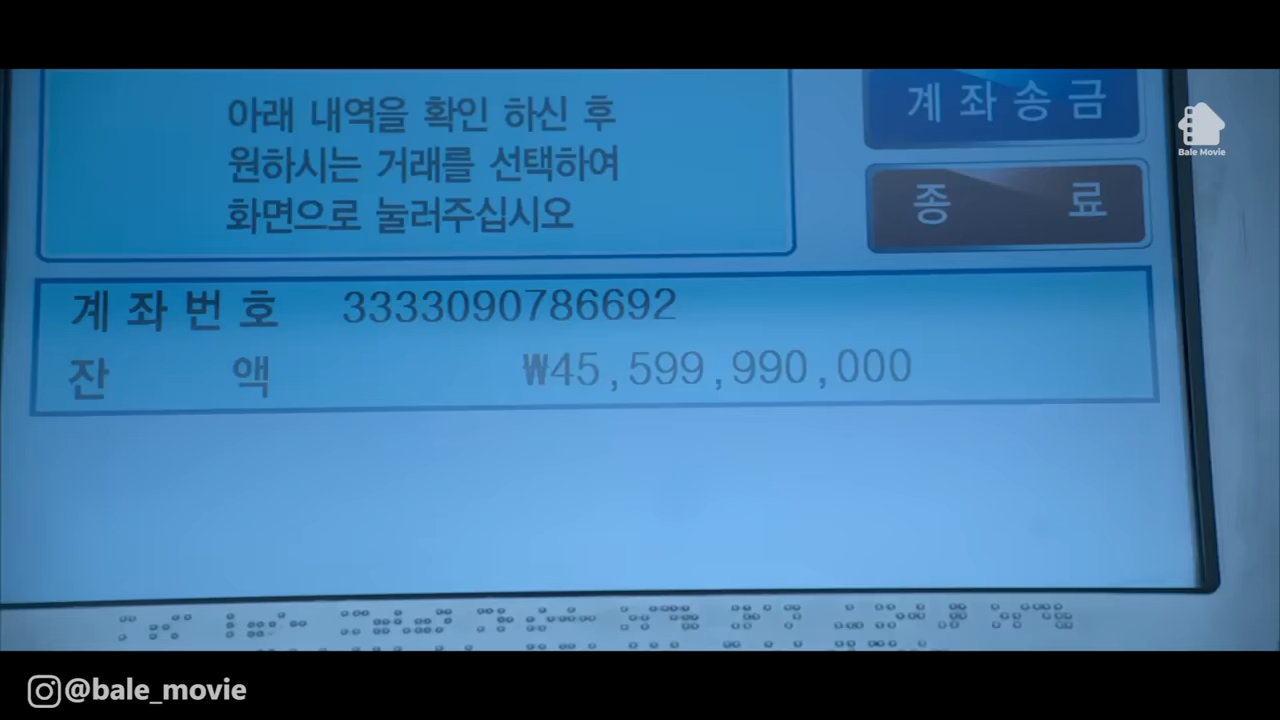 아래 내역을 확인 하신 후
원하시는 거래를 선택하여
화면으로 눌러주십시오
계좌송금
종 료
Bale Movie
계좌번호 3333090786692
잔 액 ₩45,599,990,000
@bale_movie